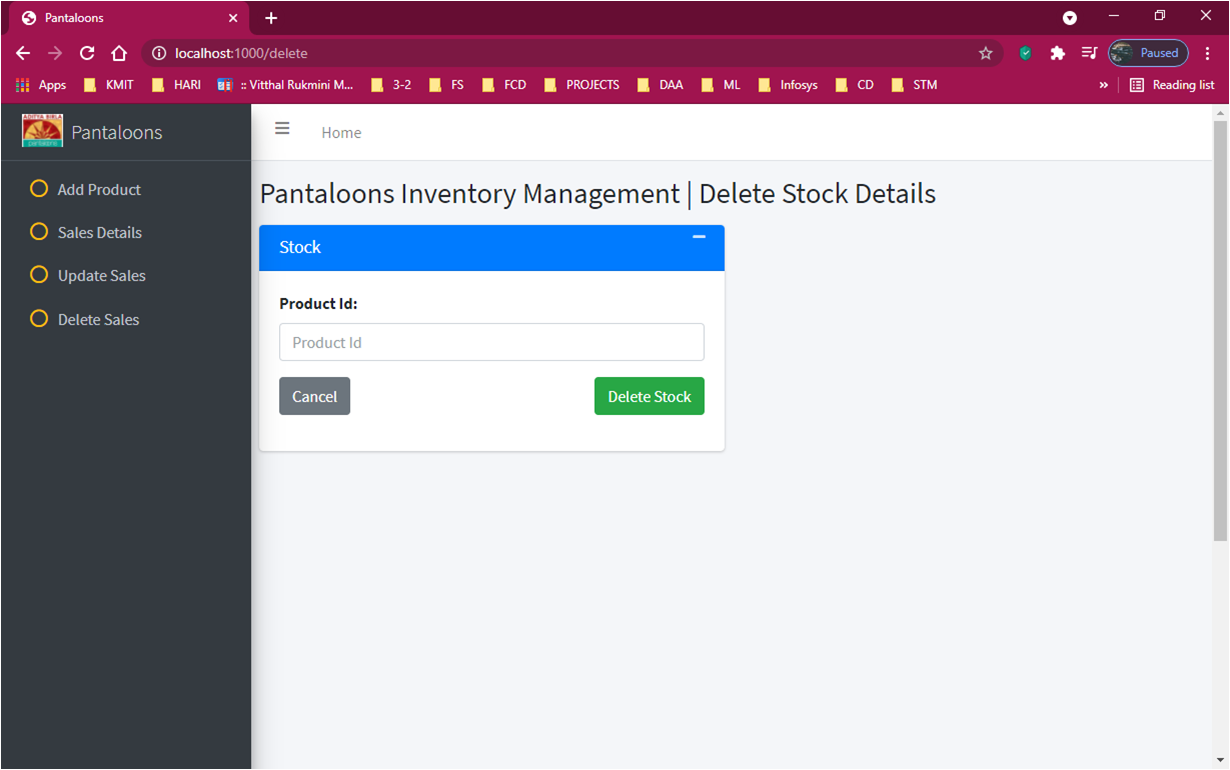 Pantaloons
localhost:1000/delete
Paused
Apps KMIT HARI :: Vitthal Rukmini M... 3-2 FS FCD PROJECTS DAA ML Infosys CD STM » Reading list
ADITYA BIRLA
Pantaloons
Home
Add Product
Sales Details
Update Sales
Delete Sales
Pantaloons Inventory Management | Delete Stock Details
Stock
Product Id:
Product Id
Cancel Delete Stock